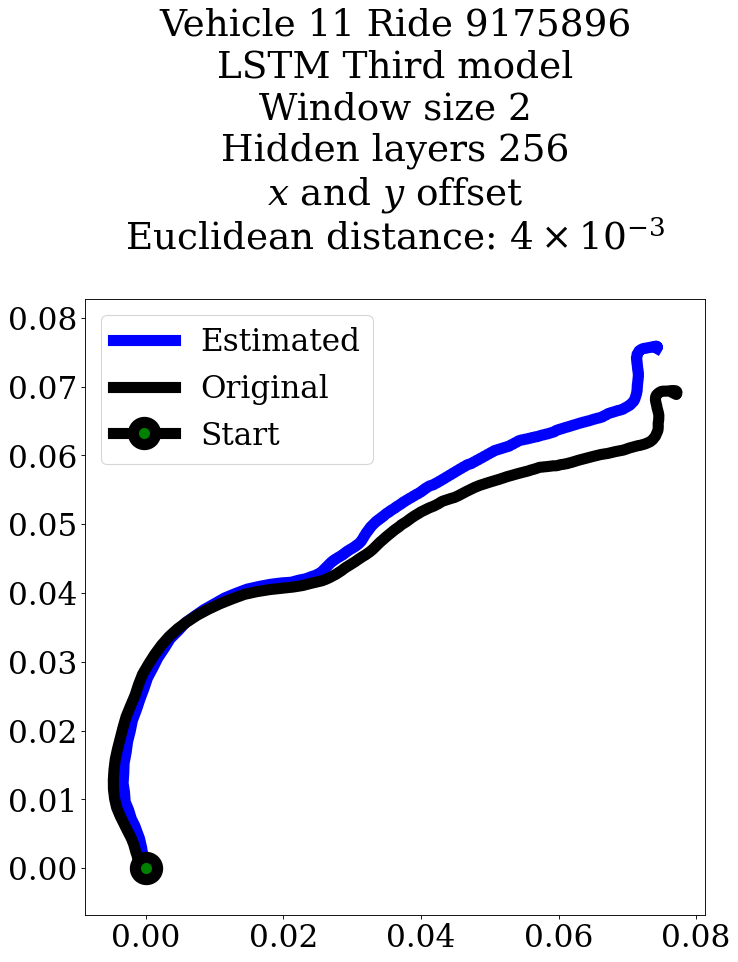 Vehicle 11 Ride 9175896
LSTM Third model
Window size 2
Hidden layers 256
x and y offset
Euclidean distance: 4 × 10⁻³
0.08
0.07
0.06
0.05
0.04
0.03
0.02
0.01
0.00
Estimated
Original
Start
0.00 0.02 0.04 0.06 0.08